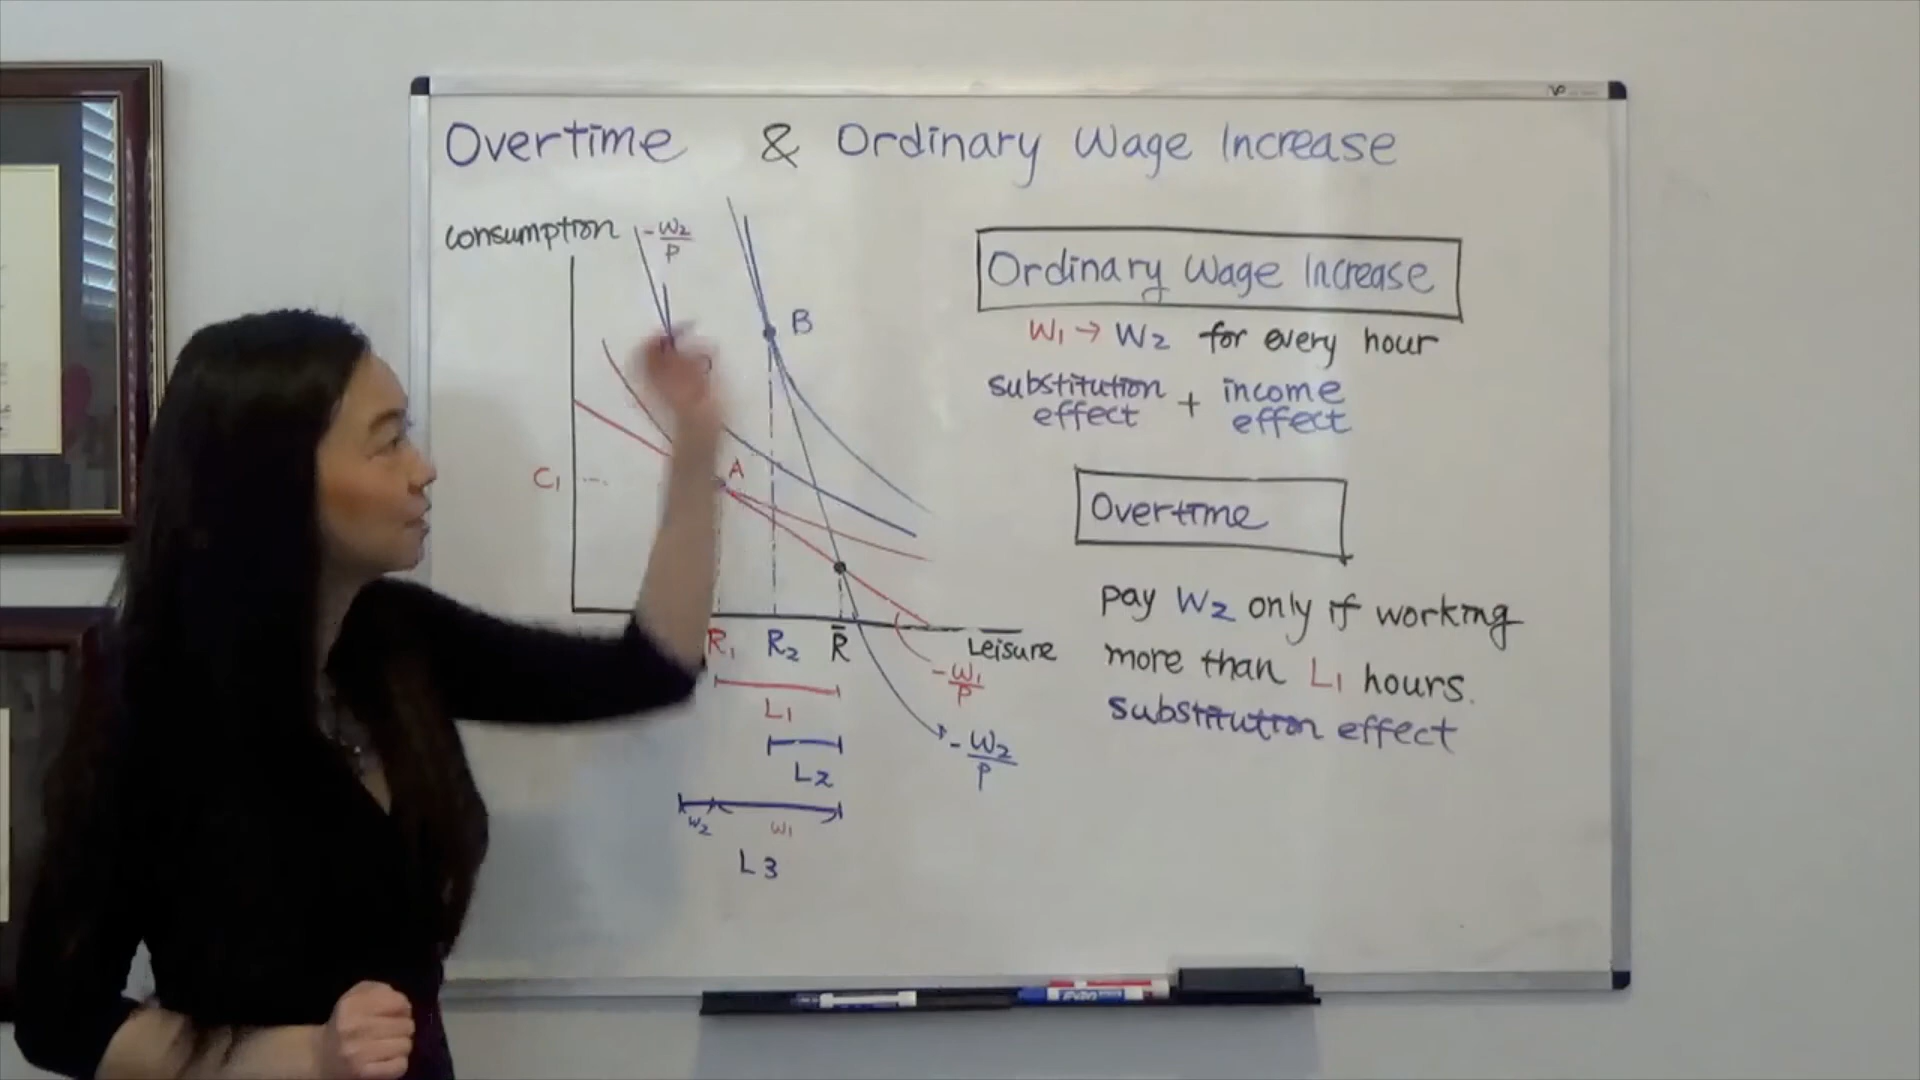 Overtime & Ordinary Wage Increase
consumption
-W2/P
B
A
C1
R1 R2 R̄ Leisure
-W1/P
L1
-W2/P
L2
W2 W1
L3
Ordinary Wage Increase
W1 → W2 for every hour
substitution effect + income effect
Overtime
pay W2 only if working
more than L1 hours.
substitution effect
EXPO